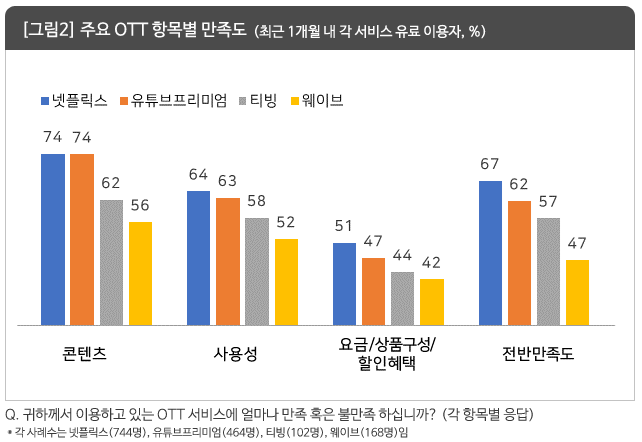 [그림2] 주요 OTT 항목별 만족도 (최근 1개월 내 각 서비스 유료 이용자, %)
넷플릭스 유튜브프리미엄 티빙 웨이브
74 74 62 56
64 63 58 52
51 47 44 42
67 62 57 47
콘텐츠
사용성
요금/상품구성/
할인혜택
전반만족도
Q. 귀하께서 이용하고 있는 OTT 서비스에 얼마나 만족 혹은 불만족 하십니까? (각 항목별 응답)
* 각 사례수는 넷플릭스(744명), 유튜브프리미엄(464명), 티빙(102명), 웨이브(168명)임